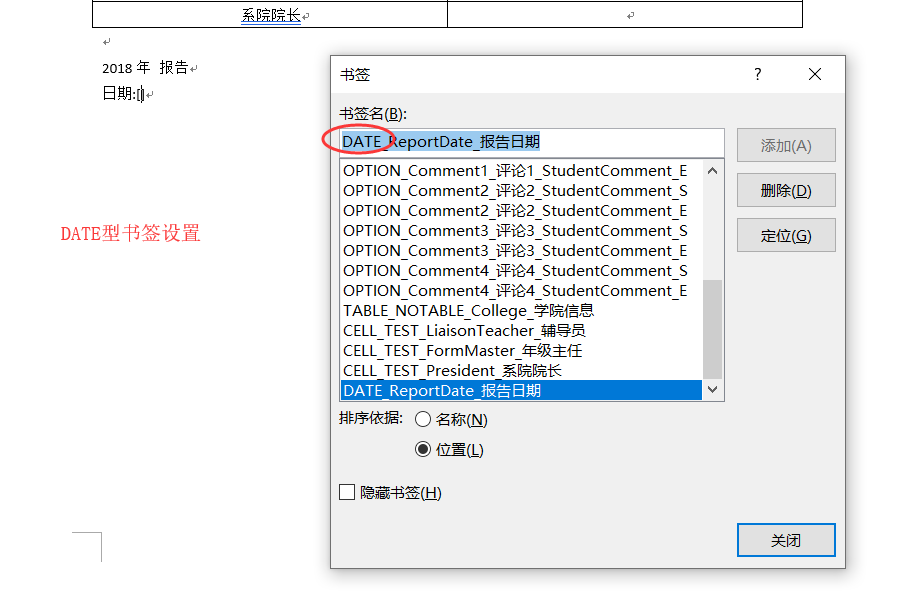 系院院长
2018 年 报告
日期:
DATE型书签设置
书签
?
书签名(B):
DATE_ReportDate_报告日期
添加(A)
OPTION_Comment1_评论1_StudentComment_E
OPTION_Comment2_评论2_StudentComment_S
OPTION_Comment2_评论2_StudentComment_E
OPTION_Comment3_评论3_StudentComment_S
OPTION_Comment3_评论3_StudentComment_E
OPTION_Comment4_评论4_StudentComment_S
OPTION_Comment4_评论4_StudentComment_E
TABLE_NOTABLE_College_学院信息
CELL_TEST_LiaisonTeacher_辅导员
CELL_TEST_FormMaster_年级主任
CELL_TEST_President_系院院长
DATE_ReportDate_报告日期
删除(D)
定位(G)
排序依据:
名称(N)
位置(L)
隐藏书签(H)
关闭